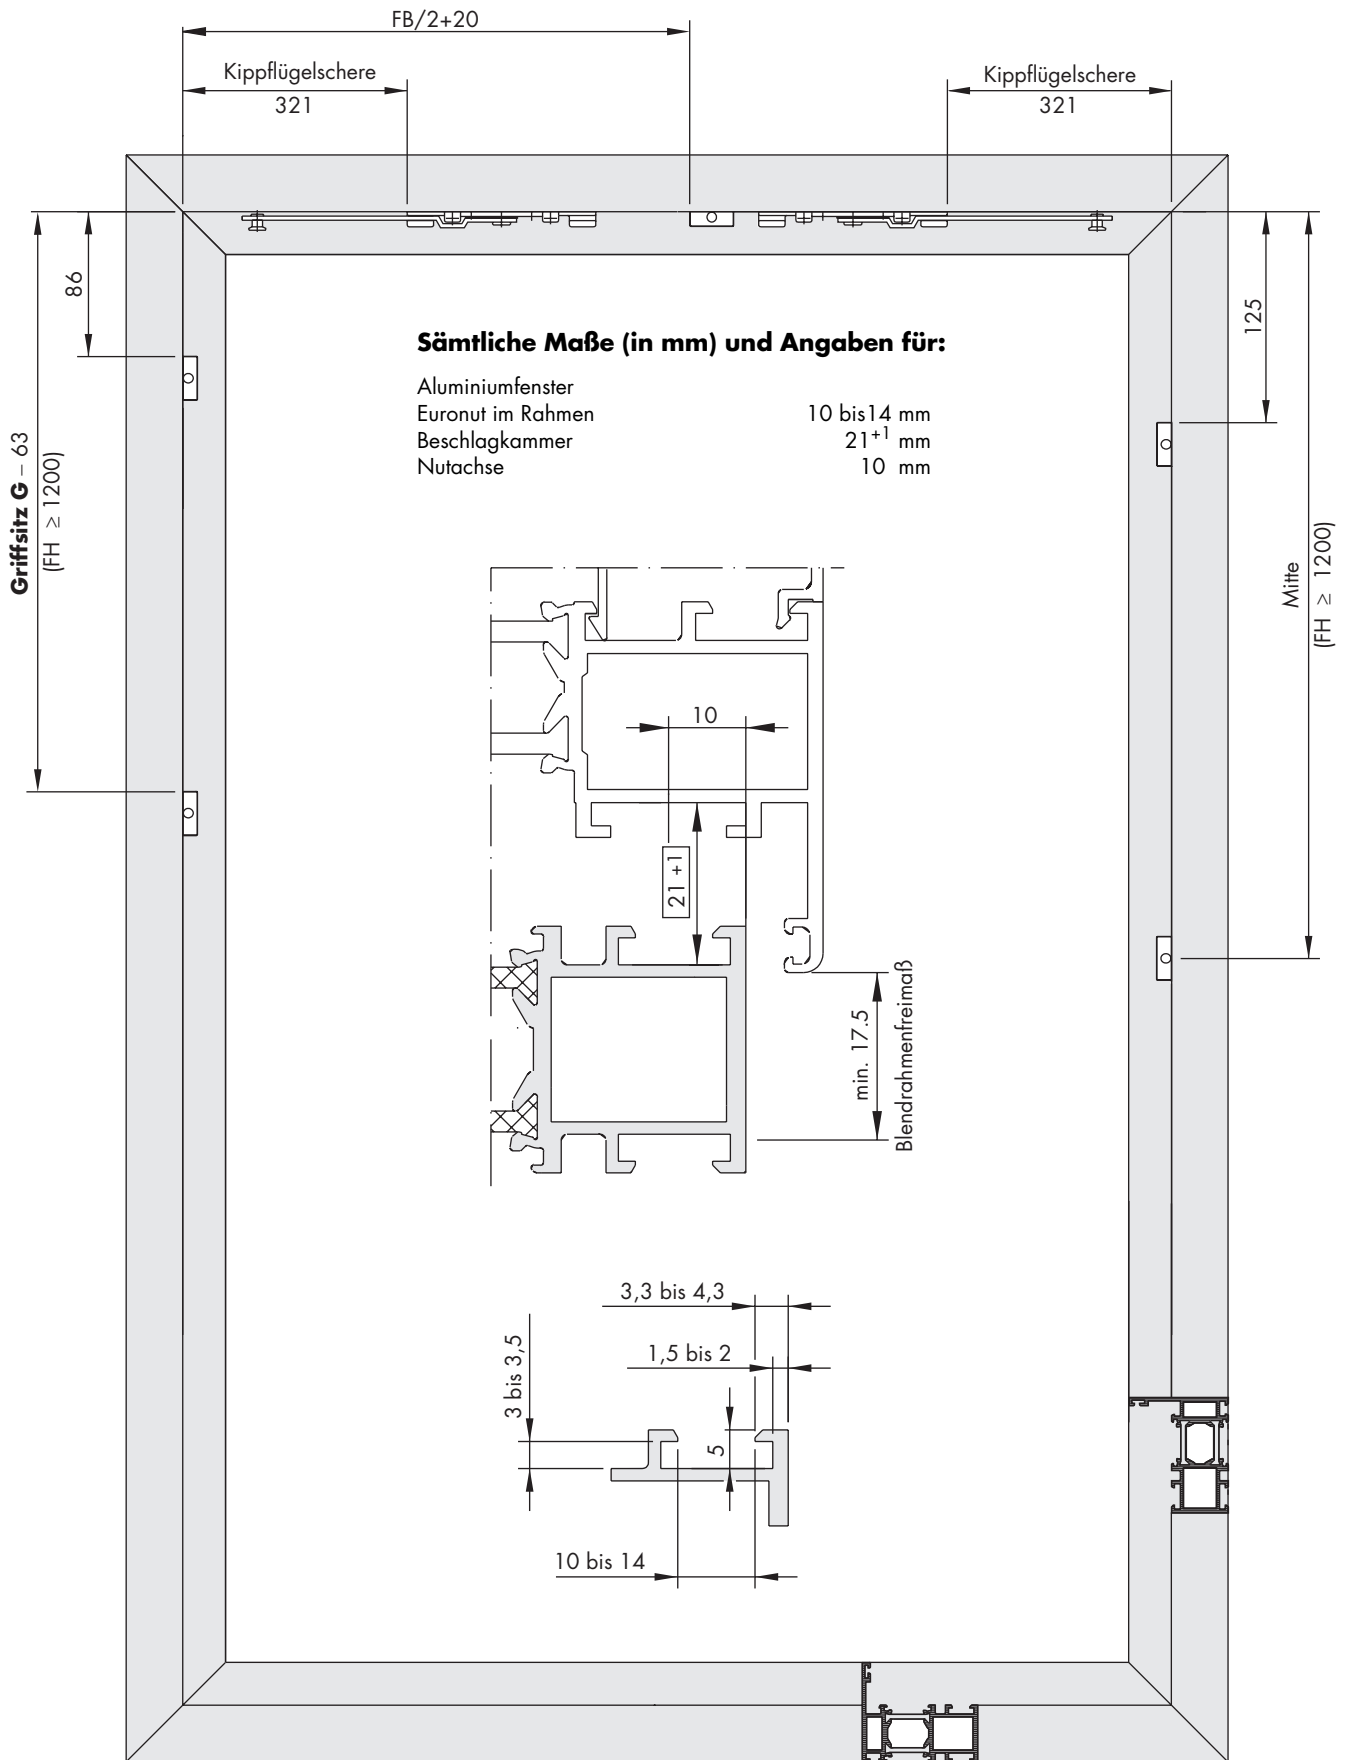 FB/2+20
Kippflügelschere
321
Kippflügelschere
321
86
125
Griffsitz G – 63
(FH ≥ 1200)
Mitte
(FH ≥ 1200)
Sämtliche Maße (in mm) und Angaben für:
Aluminiumfenster
Euronut im Rahmen 10 bis14 mm
Beschlagkammer 21+1 mm
Nutachse 10 mm
10
21 +1
min. 17.5
Blendrahmenfreimaß
3,3 bis 4,3
1,5 bis 2
3 bis 3,5
5
10 bis 14